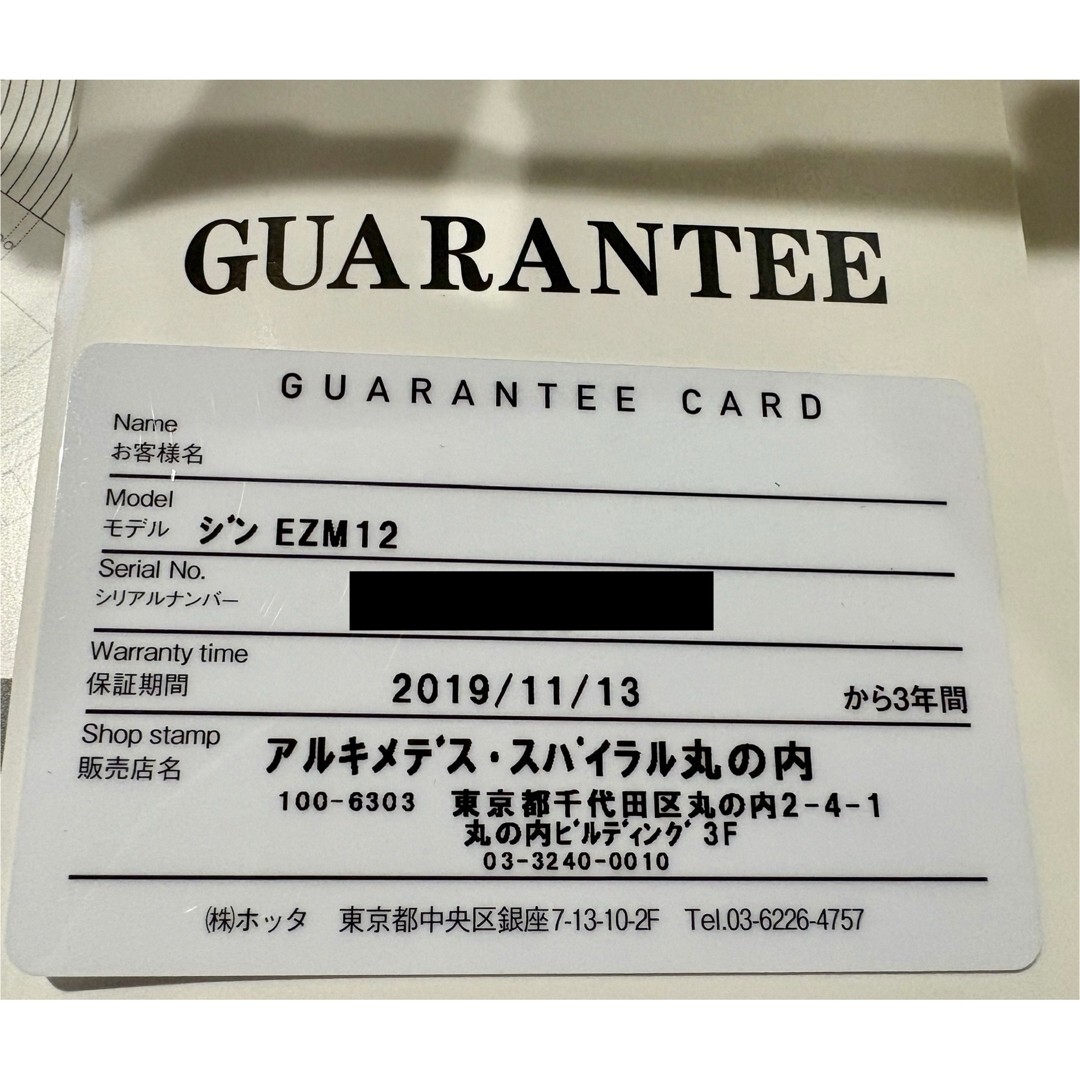 GUARANTEE
GUARANTEE CARD
Name
お客様名
Model
モデル ジン EZM12
Serial No.
シリアルナンバー
Warranty time
保証期間 2019/11/13 から3年間
Shop stamp
販売店名 アルキメデス・スパイラル丸の内
100-6303 東京都千代田区丸の内2-4-1
丸の内ビルディング 3F
03-3240-0010
㈱ホッタ 東京都中央区銀座7-13-10-2F Tel.03-6226-4757